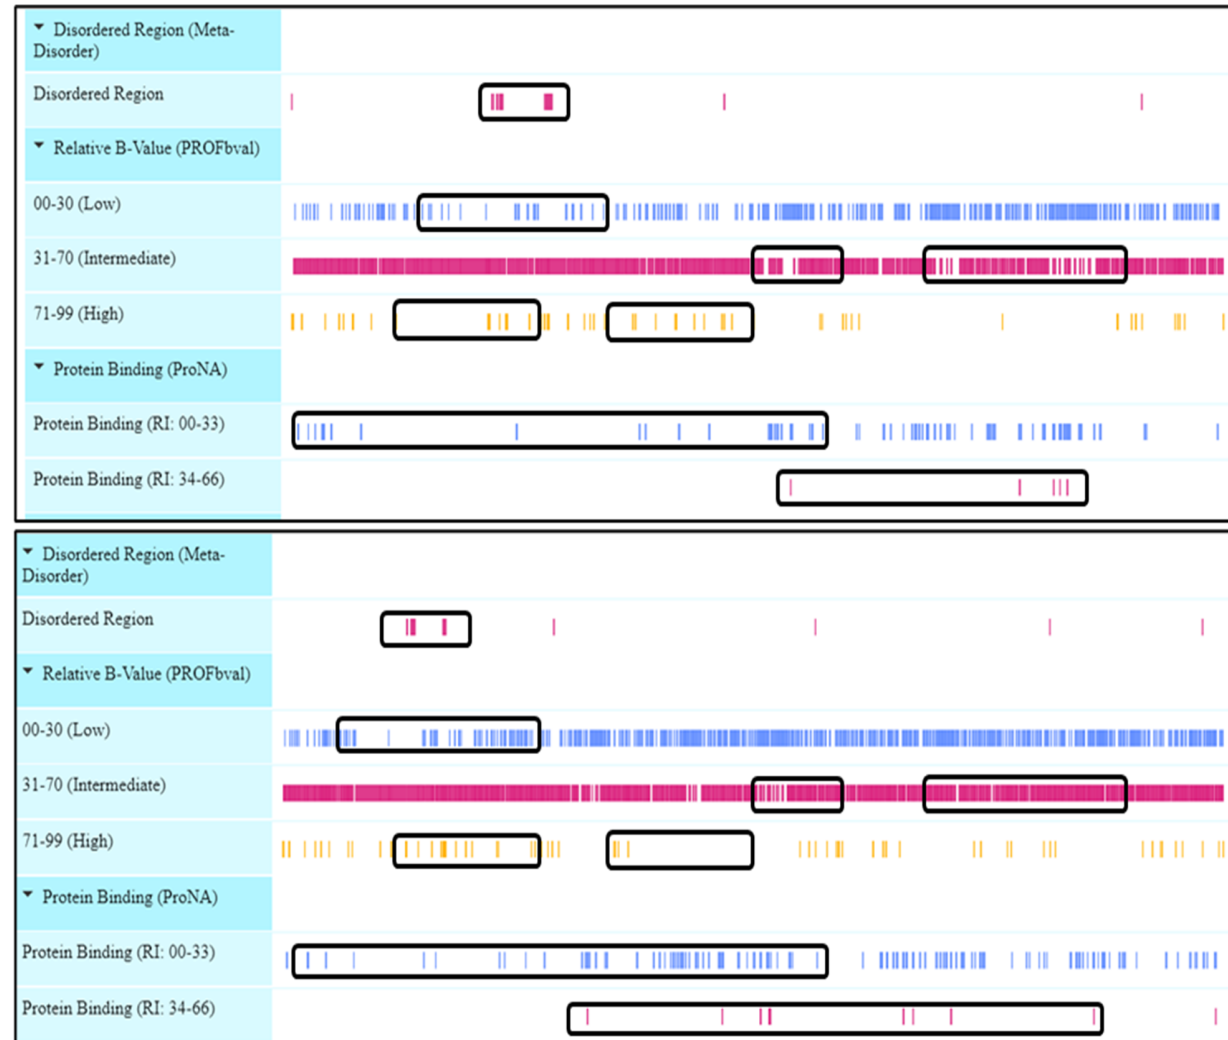 Disordered Region (Meta-
Disorder)
Disordered Region
Relative B-Value (PROFbval)
00-30 (Low)
31-70 (Intermediate)
71-99 (High)
Protein Binding (ProNA)
Protein Binding (RI: 00-33)
Protein Binding (RI: 34-66)
Disordered Region (Meta-
Disorder)
Disordered Region
Relative B-Value (PROFbval)
00-30 (Low)
31-70 (Intermediate)
71-99 (High)
Protein Binding (ProNA)
Protein Binding (RI: 00-33)
Protein Binding (RI: 34-66)